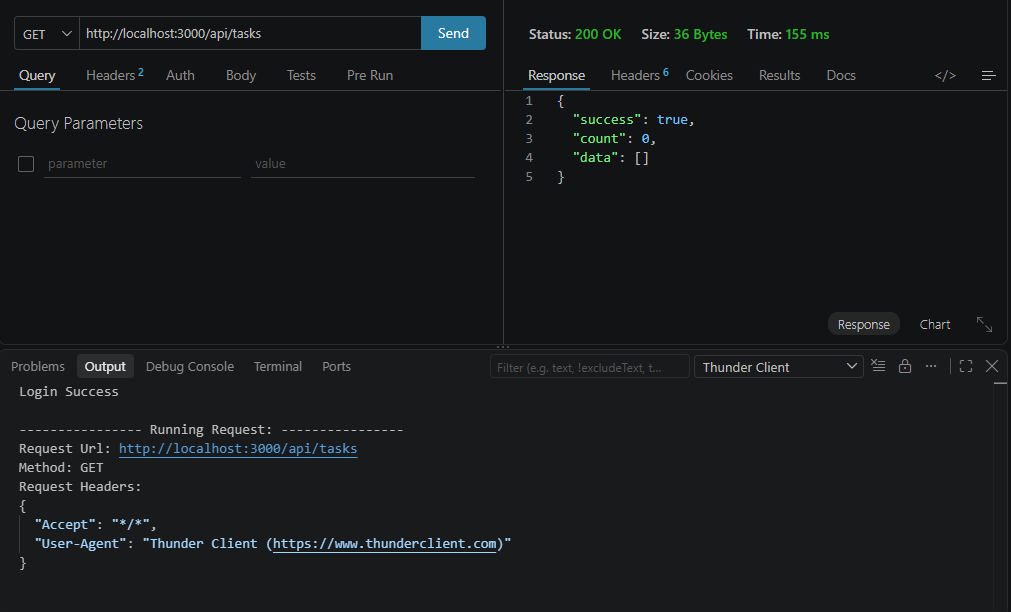 GET http://localhost:3000/api/tasks Send
Query Headers 2 Auth Body Tests Pre Run
Query Parameters
parameter value
Status: 200 OK Size: 36 Bytes Time: 155 ms
Response Headers 6 Cookies Results Docs </>
1 {
2 "success": true,
3 "count": 0,
4 "data": []
5 }
Response Chart
Problems Output Debug Console Terminal Ports Filter (e.g. text, !excludeText, t... Thunder Client
Login Success
---------------- Running Request: ----------------
Request Url: http://localhost:3000/api/tasks
Method: GET
Request Headers:
{
"Accept": "*/*",
"User-Agent": "Thunder Client (https://www.thunderclient.com)"
}